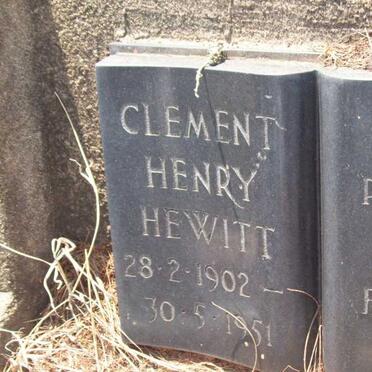 CLEMENT
HENRY
HEWITT
28·2·1902 —
30·5·1951